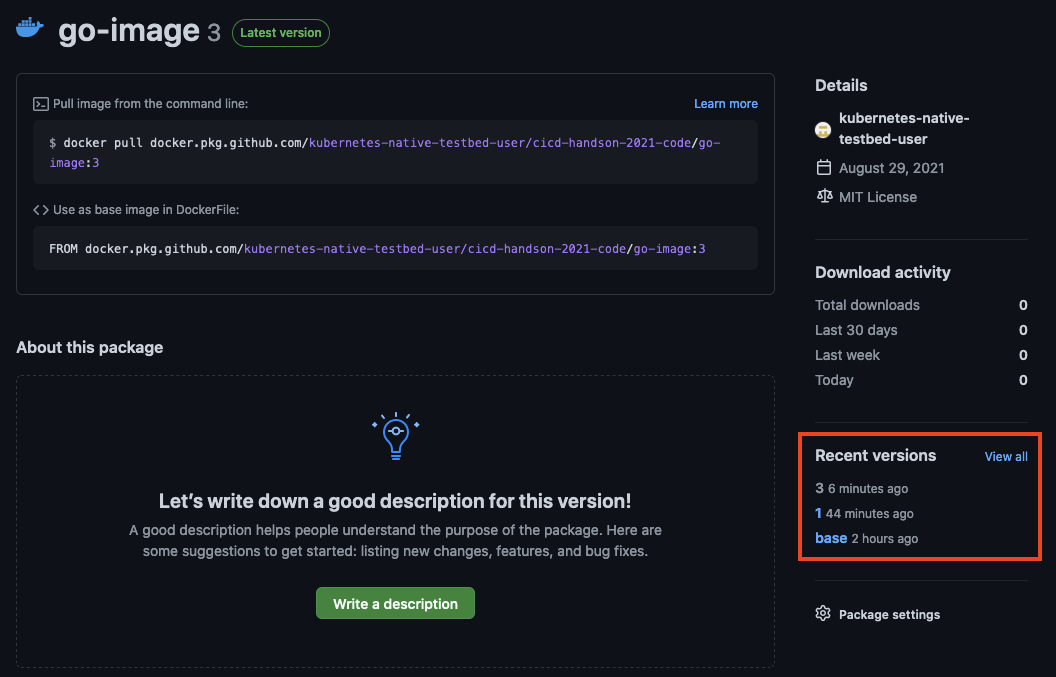 go-image 3 Latest version
Pull image from the command line:
Learn more
$ docker pull docker.pkg.github.com/kubernetes-native-testbed-user/cicd-handson-2021-code/go-
image:3
Use as base image in DockerFile:
FROM docker.pkg.github.com/kubernetes-native-testbed-user/cicd-handson-2021-code/go-image:3
About this package
Let's write down a good description for this version!
A good description helps people understand the purpose of the package. Here are
some suggestions to get started: listing new changes, features, and bug fixes.
Write a description
Details
kubernetes-native-
testbed-user
August 29, 2021
MIT License
Download activity
Total downloads 0
Last 30 days 0
Last week 0
Today 0
Recent versions View all
3 6 minutes ago
1 44 minutes ago
base 2 hours ago
Package settings